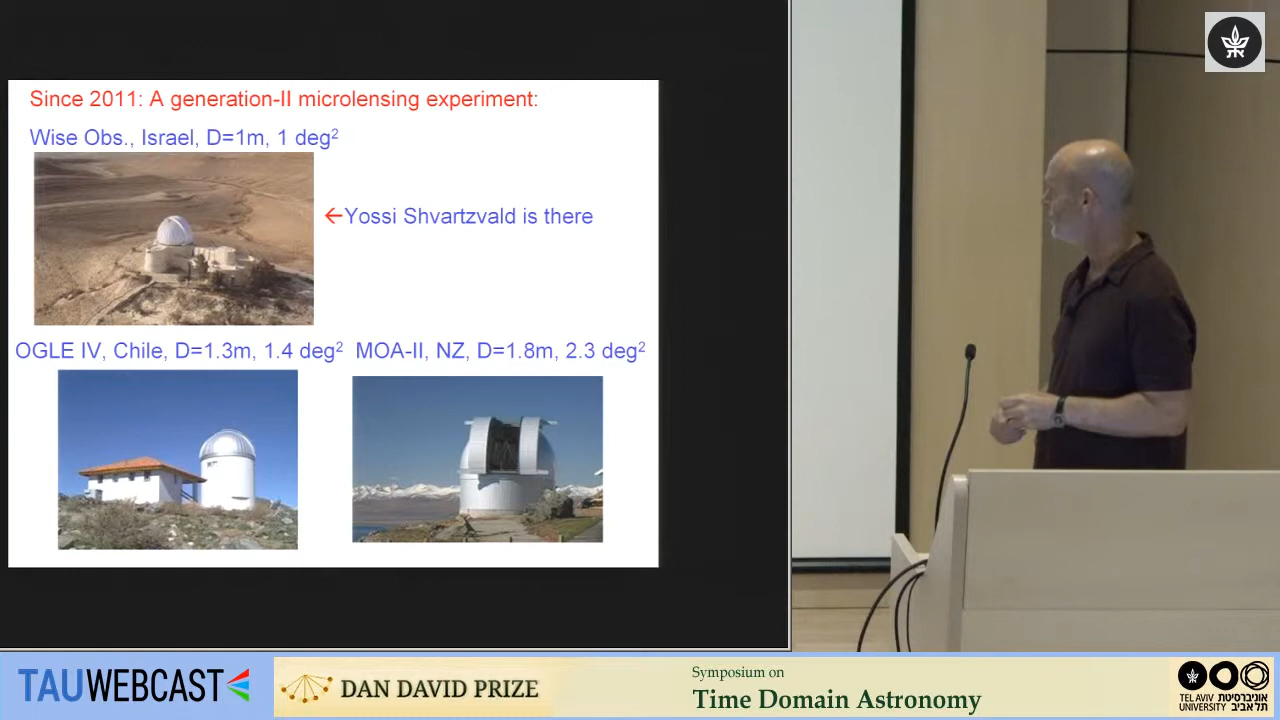 Since 2011: A generation-II microlensing experiment:
Wise Obs., Israel, D=1m, 1 deg²
←Yossi Shvartzvald is there
OGLE IV, Chile, D=1.3m, 1.4 deg²
MOA-II, NZ, D=1.8m, 2.3 deg²
TAUWEBCAST
DAN DAVID PRIZE
Symposium on
Time Domain Astronomy
TEL AVIV UNIVERSITY
אוניברסיטת תל אביב